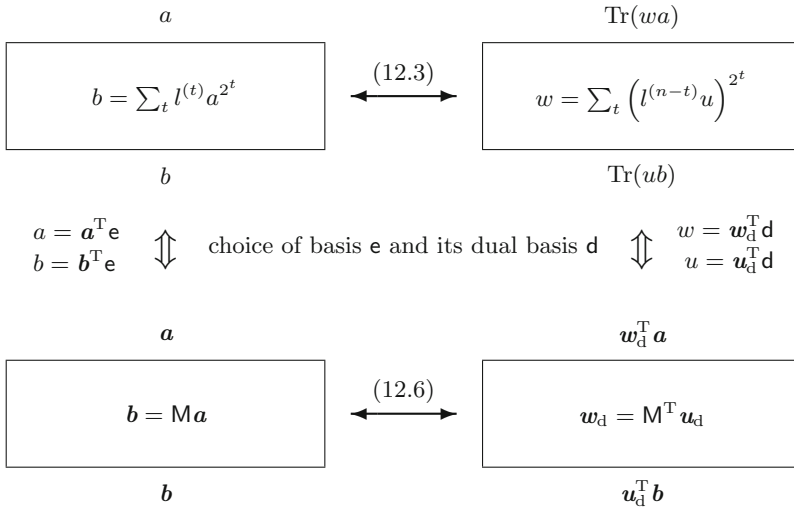 a Tr(wa)
(12.3)
b = ∑_t l^{(t)} a^{2^t} w = ∑_t (l^{(n−t)} u)^{2^t}
b Tr(ub)
a = 𝒂^T e w = 𝒘_d^T d
choice of basis e and its dual basis d
b = 𝒃^T e u = 𝒖_d^T d
𝒂 𝒘_d^T 𝒂
(12.6)
𝒃 = M𝒂 𝒘_d = M^T 𝒖_d
𝒃 𝒖_d^T 𝒃